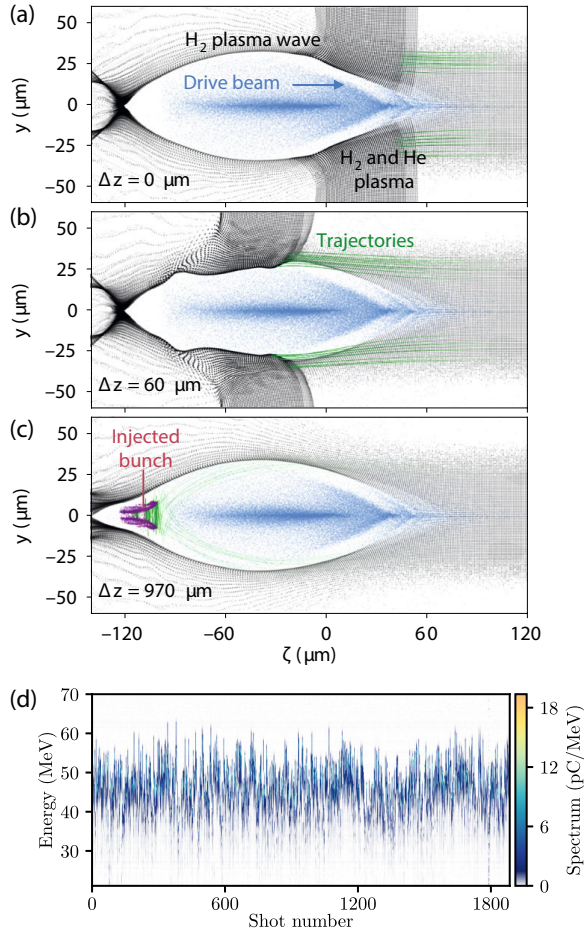 (a)
60
H₂ plasma wave
25
Drive beam
y (μm)
0
−25
H₂ and He
plasma
Δz = 0 μm
−50
(b)
50
Trajectories
25
y (μm)
0
−25
Δz = 60 μm
−50
(c)
50
Injected
bunch
25
y (μm)
0
−25
Δz = 970 μm
−50
−120 −60 0 60 120
ζ (μm)
(d)
70
60
50
40
30
Energy (MeV)
0 600 1200 1800
Shot number
18
12
6
0
Spectrum (pC/MeV)